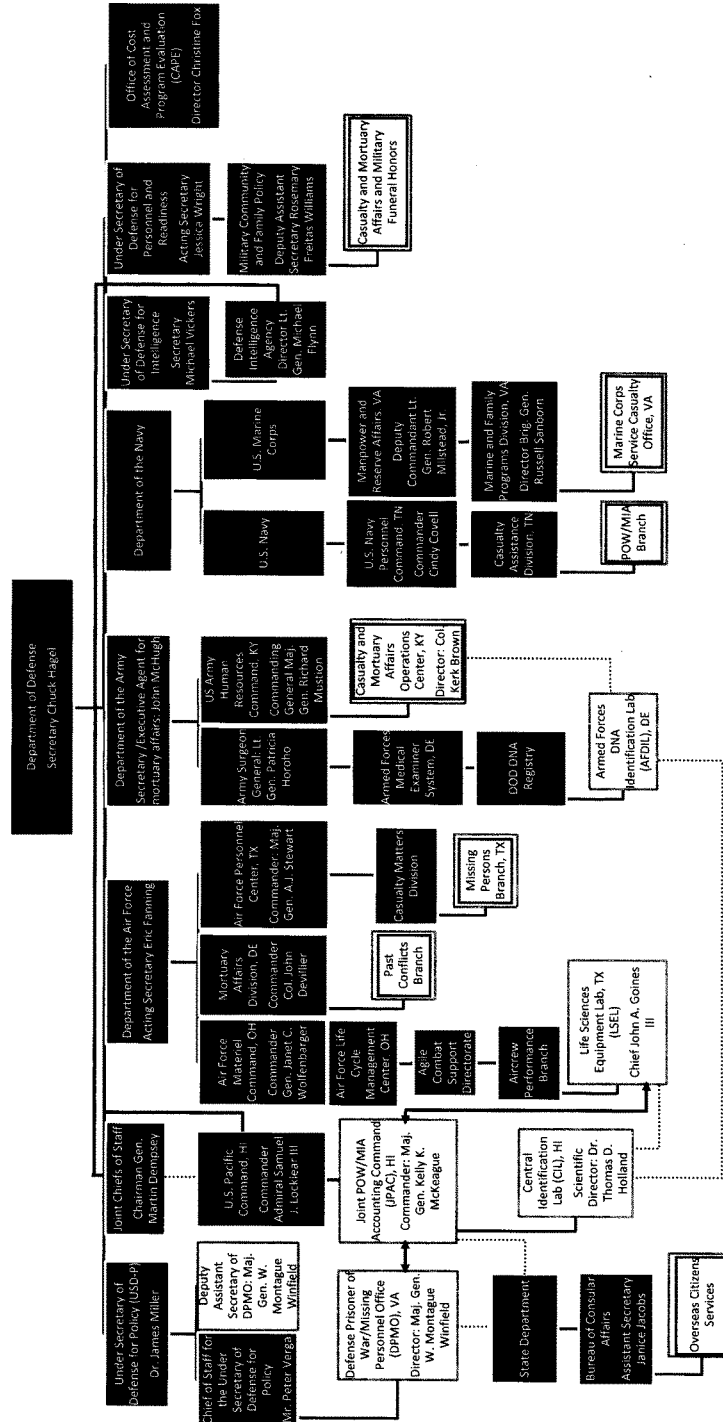 Department of Defense
Secretary Chuck Hagel
Under Secretary of
Defense for Policy (USD-P)
Dr. James Miller
Chief of Staff for
the Under
Secretary of
Defense for
Policy
Mr. Peter Verga
Deputy
Assistant
Secretary of
DPMO: Maj.
Gen. W.
Montague
Winfield
Defense Prisoner of
War/Missing
Personnel Office
(DPMO), VA
Director: Maj. Gen.
W. Montague
Winfield
State Department
Bureau of Consular
Affairs
Assistant Secretary
Janice Jacobs
Overseas Citizens
Services
Joint Chiefs of Staff
Chairman Gen.
Martin Dempsey
U.S. Pacific
Command, HI
Commander
Admiral Samuel
J. Locklear III
Joint POW/MIA
Accounting Command
(JPAC), HI
Commander: Maj.
Gen. Kelly K.
McKeague
Central
Identification
Lab (CIL), HI
Scientific
Director: Dr.
Thomas D.
Holland
Department of the Air Force
Acting Secretary Eric Fanning
Air Force
Materiel
Command, OH
Commander
Gen. Janet C.
Wolfenbarger
Air Force Life
Cycle
Management
Center, OH
Agile
Combat
Support
Directorate
Aircrew
Performance
Branch
Life Sciences
Equipment Lab, TX
(LSEL)
Chief John A. Goines
III
Mortuary
Affairs
Division, DE
Commander
Col. John
Devillier
Past
Conflicts
Branch
Air Force Personnel
Center, TX
Commander: Maj.
Gen. A.J. Stewart
Casualty Matters
Division
Missing
Persons
Branch, TX
Department of the Army
Secretary /Executive Agent for
mortuary affairs: John McHugh
Army Surgeon
General: Lt.
Gen. Patricia
Horoho
Armed Forces
Medical
Examiner
System, DE
DOD DNA
Registry
Armed Forces
DNA
Identification Lab
(AFDIL), DE
US Army
Human
Resources
Command, KY
Commanding
General Maj.
Gen. Richard
Mustion
Casualty and
Mortuary
Affairs
Operations
Center, KY
Director: Col.
Kerk Brown
Department of the Navy
U.S. Navy
U.S. Navy
Personnel
Command, TN
Commander
Cindy Covell
Casualty
Assistance
Division, TN
POW/MIA
Branch
U.S. Marine
Corps
Manpower and
Reserve Affairs, VA
Deputy
Commandant Lt.
Gen. Robert
Milstead, Jr.
Marine and Family
Programs Division, VA
Director Brig. Gen.
Russell Sanborn
Marine Corps
Service Casualty
Office, VA
Under Secretary
of Defense for
Intelligence
Secretary
Michael Vickers
Defense
Intelligence
Agency
Director Lt.
Gen. Michael
Flynn
Under Secretary of
Defense for
Personnel and
Readiness
Acting Secretary
Jessica Wright
Military Community
and Family Policy
Deputy Assistant
Secretary Rosemary
Freitas Williams
Casualty and Mortuary
Affairs and Military
Funeral Honors
Office of Cost
Assessment and
Program Evaluation
(CAPE)
Director Christine Fox